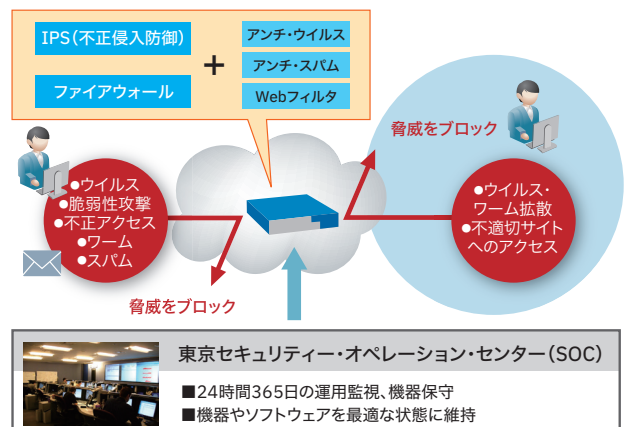 IPS(不正侵入防御)
ファイアウォール
+
アンチ・ウイルス
アンチ・スパム
Webフィルタ
脅威をブロック
●ウイルス
●脆弱性攻撃
●不正アクセス
●ワーム
●スパム
●ウイルス・
ワーム拡散
●不適切サイト
へのアクセス
脅威をブロック
東京セキュリティー・オペレーション・センター(SOC)
■24時間365日の運用監視、機器保守
■機器やソフトウェアを最適な状態に維持